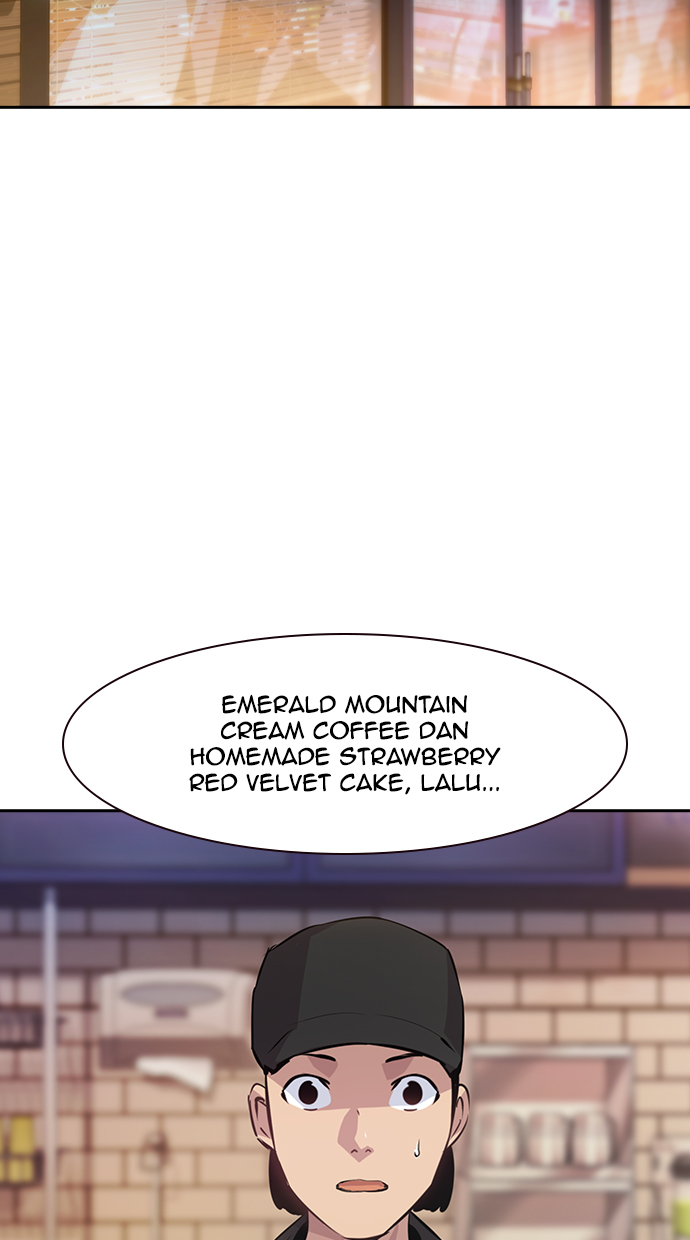 EMERALD MOUNTAIN
CREAM COFFEE DAN
HOMEMADE STRAWBERRY
RED VELVET CAKE, LALU...